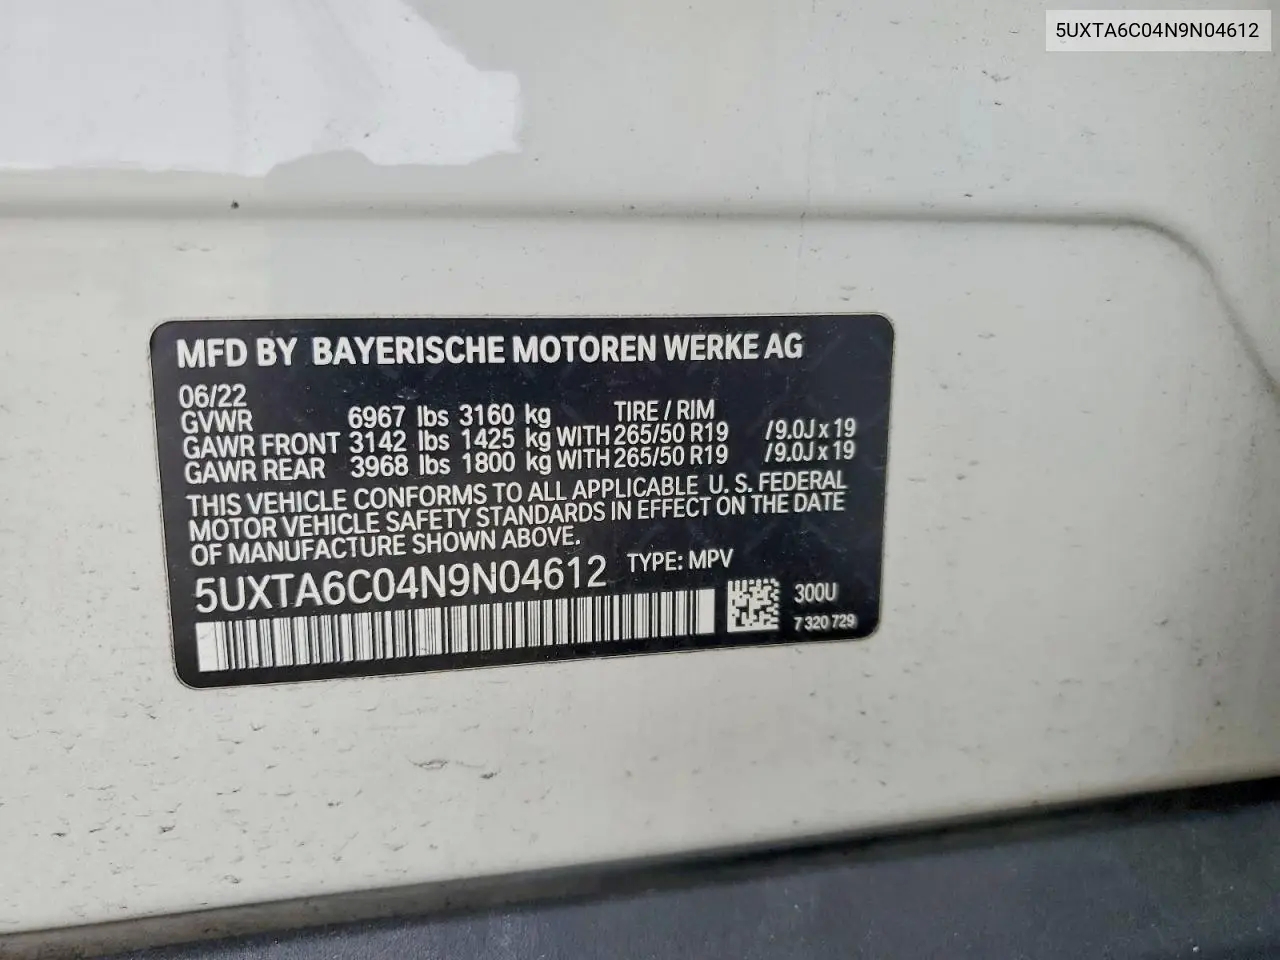 5UXTA6C04N9N04612
MFD BY BAYERISCHE MOTOREN WERKE AG
06/22
GVWR 6967 lbs 3160 kg TIRE / RIM
GAWR FRONT 3142 lbs 1425 kg WITH 265/50 R19 /9.0J x 19
GAWR REAR 3968 lbs 1800 kg WITH 265/50 R19 /9.0J x 19
THIS VEHICLE CONFORMS TO ALL APPLICABLE U. S. FEDERAL
MOTOR VEHICLE SAFETY STANDARDS IN EFFECT ON THE DATE
OF MANUFACTURE SHOWN ABOVE.
5UXTA6C04N9N04612 TYPE: MPV
300U
7 320 729